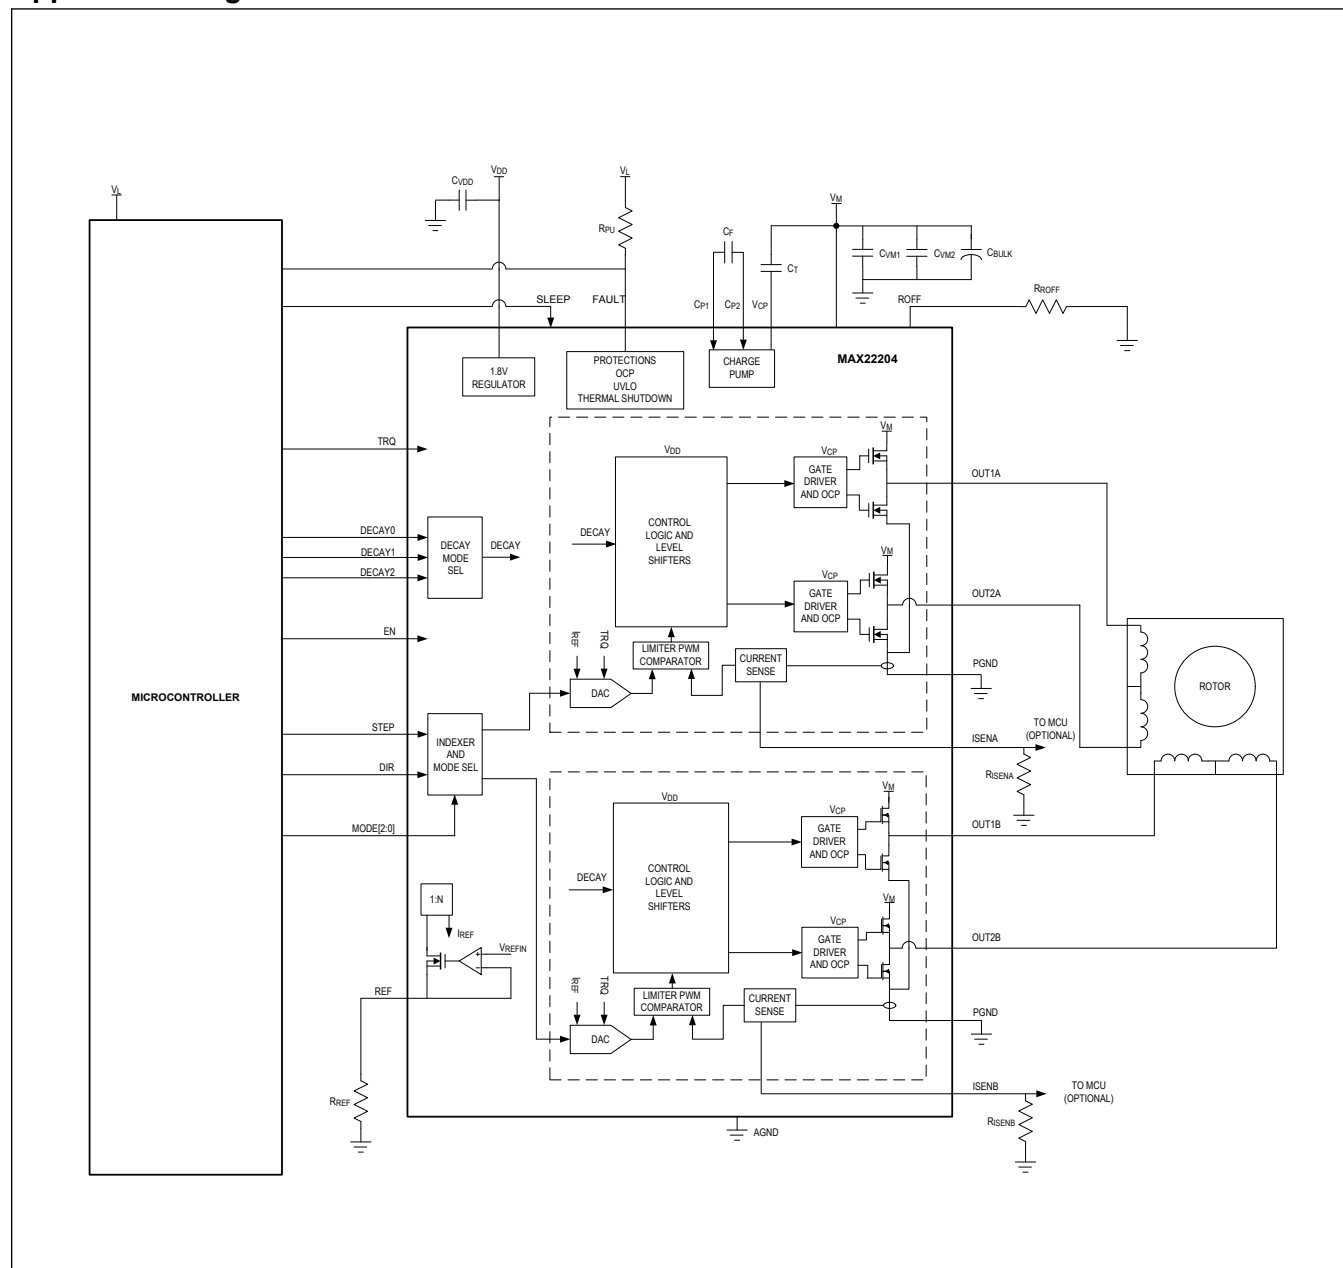 VL
CVDD
VDD
VL
RPU
VM
CF
CT
CVM1
CVM2
CBULK
SLEEP
FAULT
CP1
CP2
VCP
ROFF
RROFF
MAX22204
1.8V
REGULATOR
PROTECTIONS
OCP
UVLO
THERMAL SHUTDOWN
CHARGE
PUMP
MICROCONTROLLER
TRQ
DECAY0
DECAY1
DECAY2
DECAY
MODE
SEL
DECAY
EN
STEP
DIR
MODE[2:0]
INDEXER
AND
MODE SEL
VDD
DECAY
CONTROL
LOGIC AND
LEVEL
SHIFTERS
VCP
GATE
DRIVER
AND OCP
VM
OUT1A
VCP
GATE
DRIVER
AND OCP
VM
OUT2A
IREF
TRQ
DAC
LIMITER PWM
COMPARATOR
CURRENT
SENSE
PGND
ISENA
TO MCU
(OPTIONAL)
RISENA
ROTOR
VDD
DECAY
CONTROL
LOGIC AND
LEVEL
SHIFTERS
VCP
GATE
DRIVER
AND OCP
VM
OUT1B
VCP
GATE
DRIVER
AND OCP
VM
OUT2B
IREF
TRQ
DAC
LIMITER PWM
COMPARATOR
CURRENT
SENSE
PGND
ISENB
TO MCU
(OPTIONAL)
RISENB
1:N
IREF
VREFIN
REF
RREF
AGND